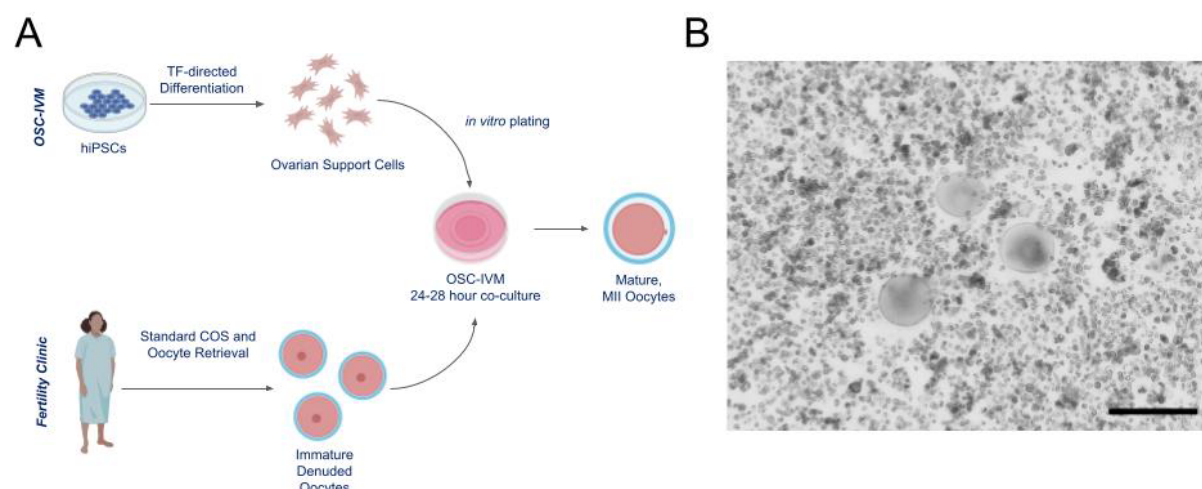 A
B
OSC-IVM
TF-directed
Differentiation
hiPSCs
Ovarian Support Cells
in vitro plating
OSC-IVM
24-28 hour co-culture
Mature,
MII Oocytes
Fertility Clinic
Standard COS and
Oocyte Retrieval
Immature
Denuded
Oocytes